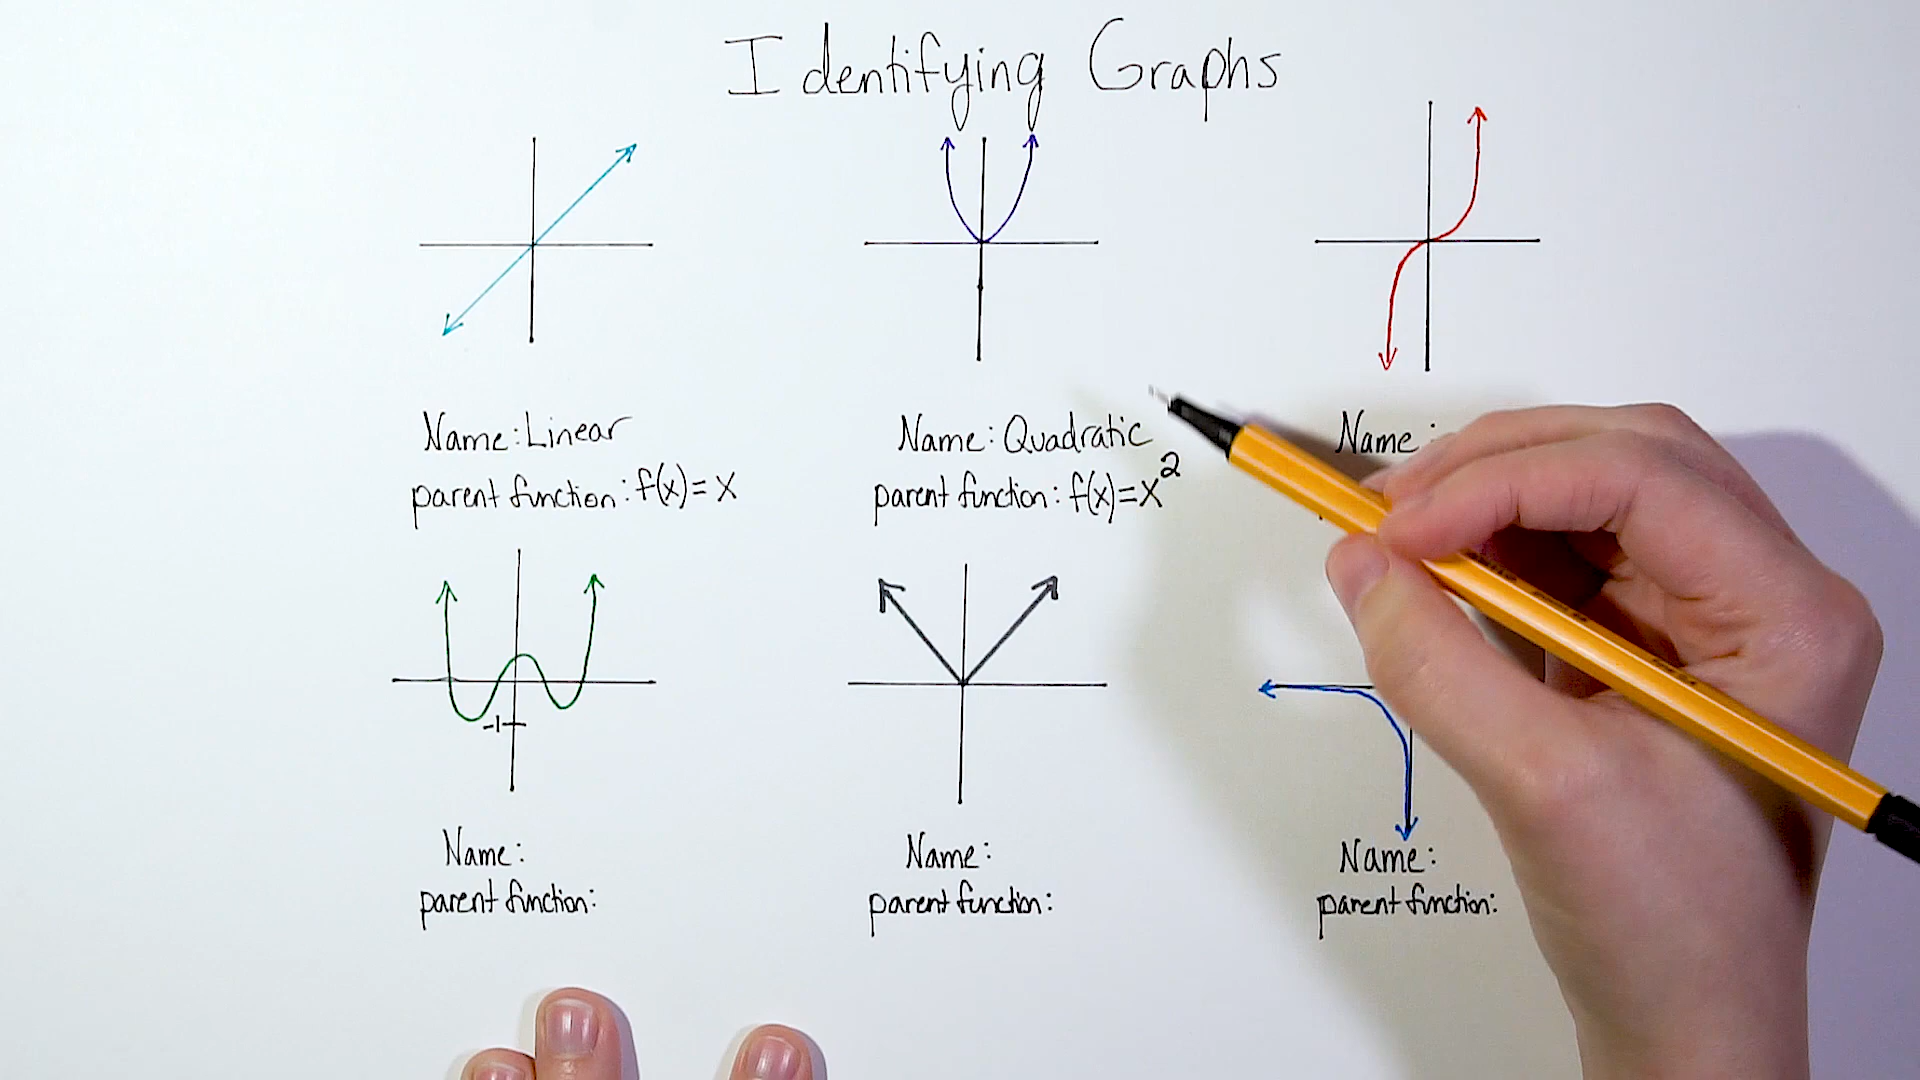 Identifying Graphs
Name: Linear
parent function: f(x)= x
Name: Quadratic
parent function: f(x)=x²
Name:
-1
Name:
parent function:
Name:
parent function:
Name:
parent function: